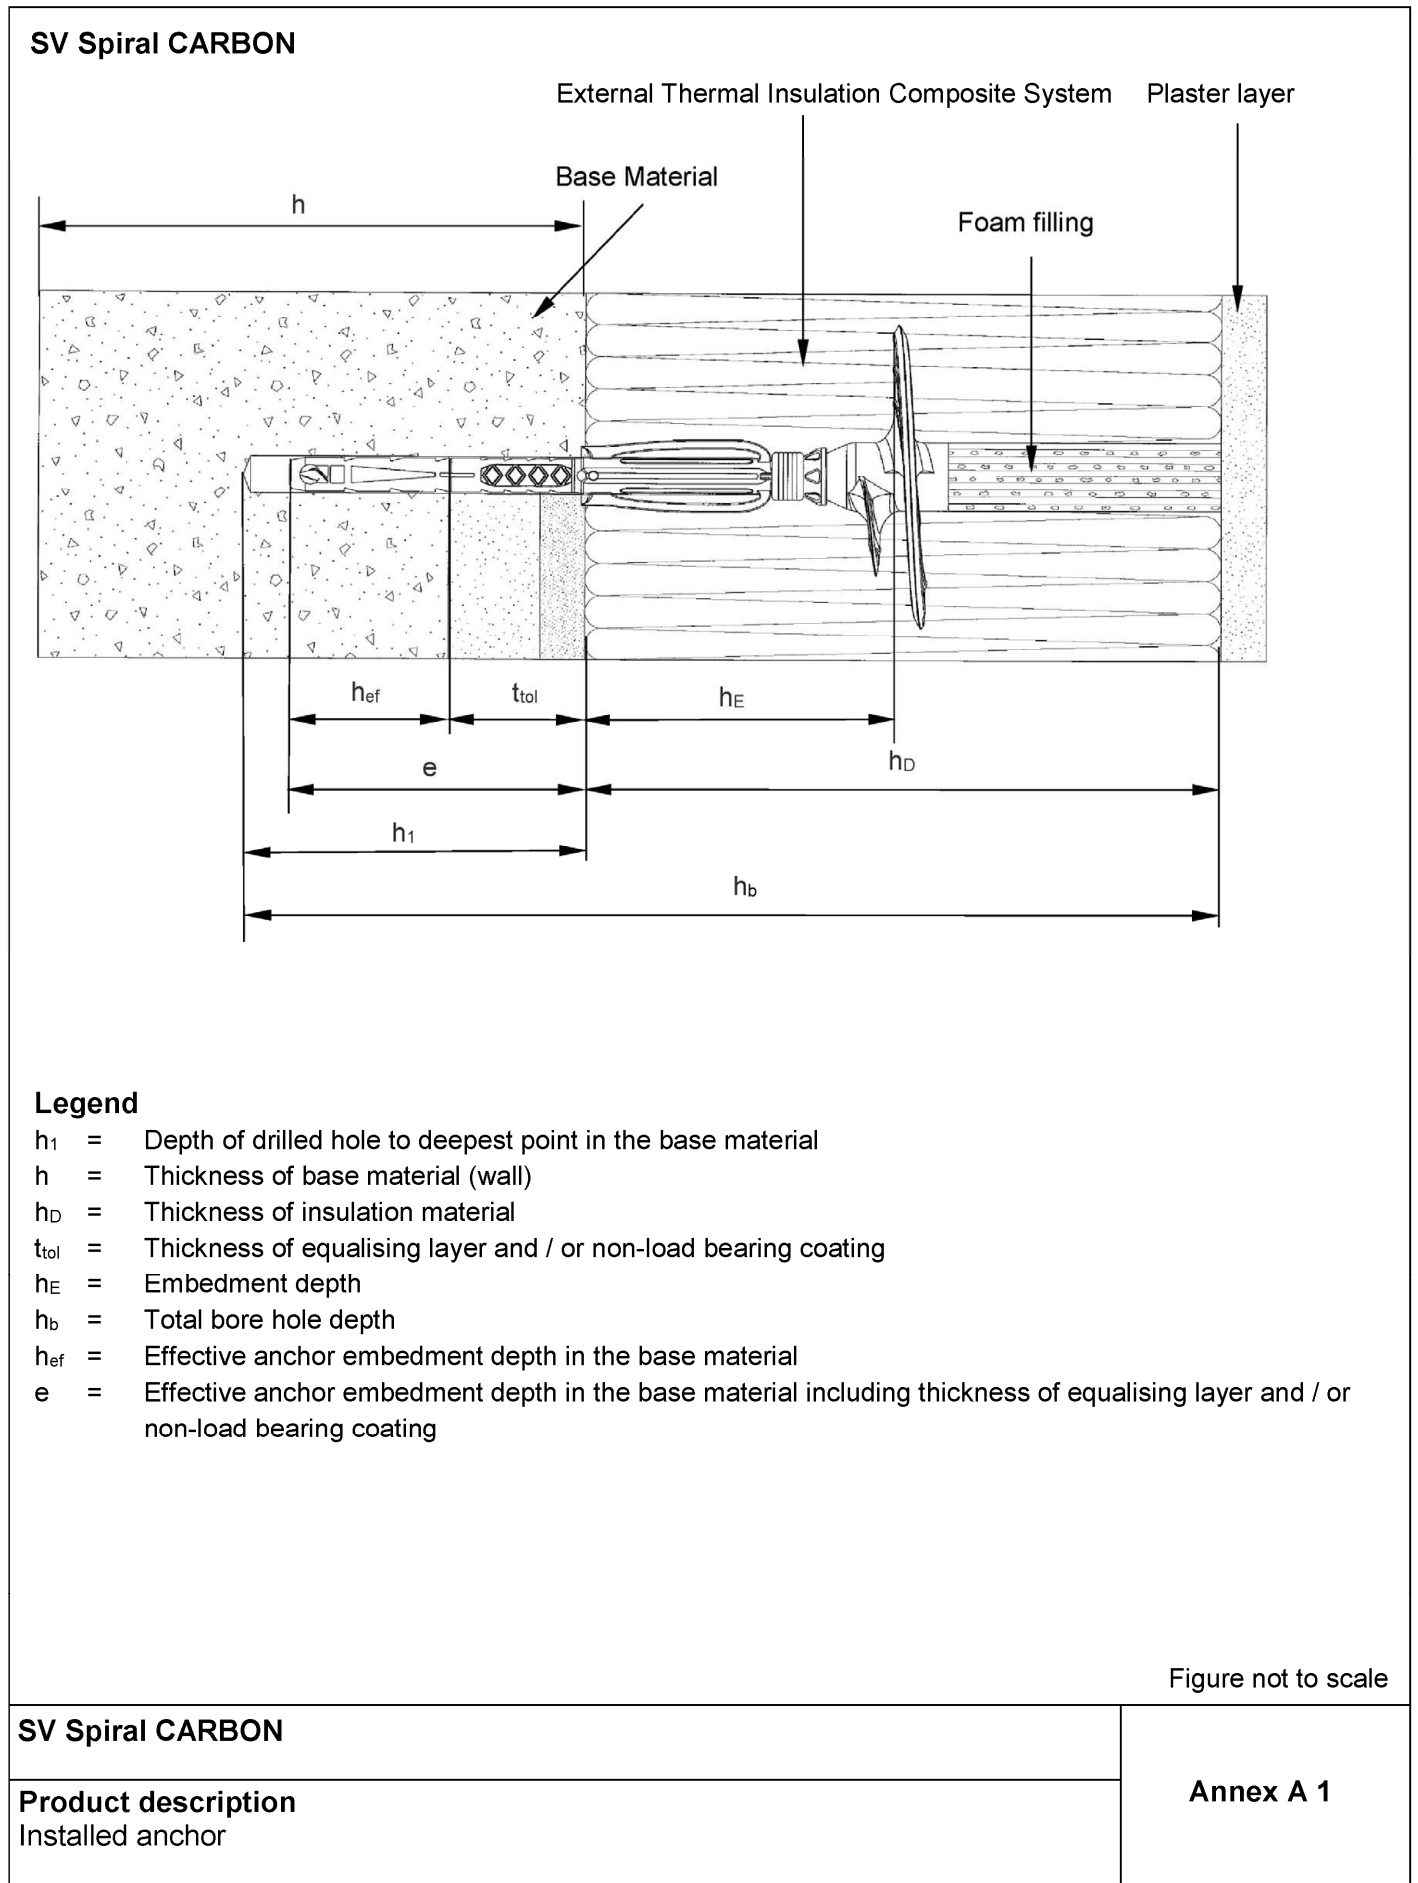 SV Spiral CARBON
External Thermal Insulation Composite System Plaster layer
Base Material
h
Foam filling
hef ttol hE
e hD
h1
hb
Legend
h1 = Depth of drilled hole to deepest point in the base material
h = Thickness of base material (wall)
hD = Thickness of insulation material
ttol = Thickness of equalising layer and / or non-load bearing coating
hE = Embedment depth
hb = Total bore hole depth
hef = Effective anchor embedment depth in the base material
e = Effective anchor embedment depth in the base material including thickness of equalising layer and / or
non-load bearing coating
Figure not to scale
SV Spiral CARBON
Product description
Installed anchor
Annex A 1